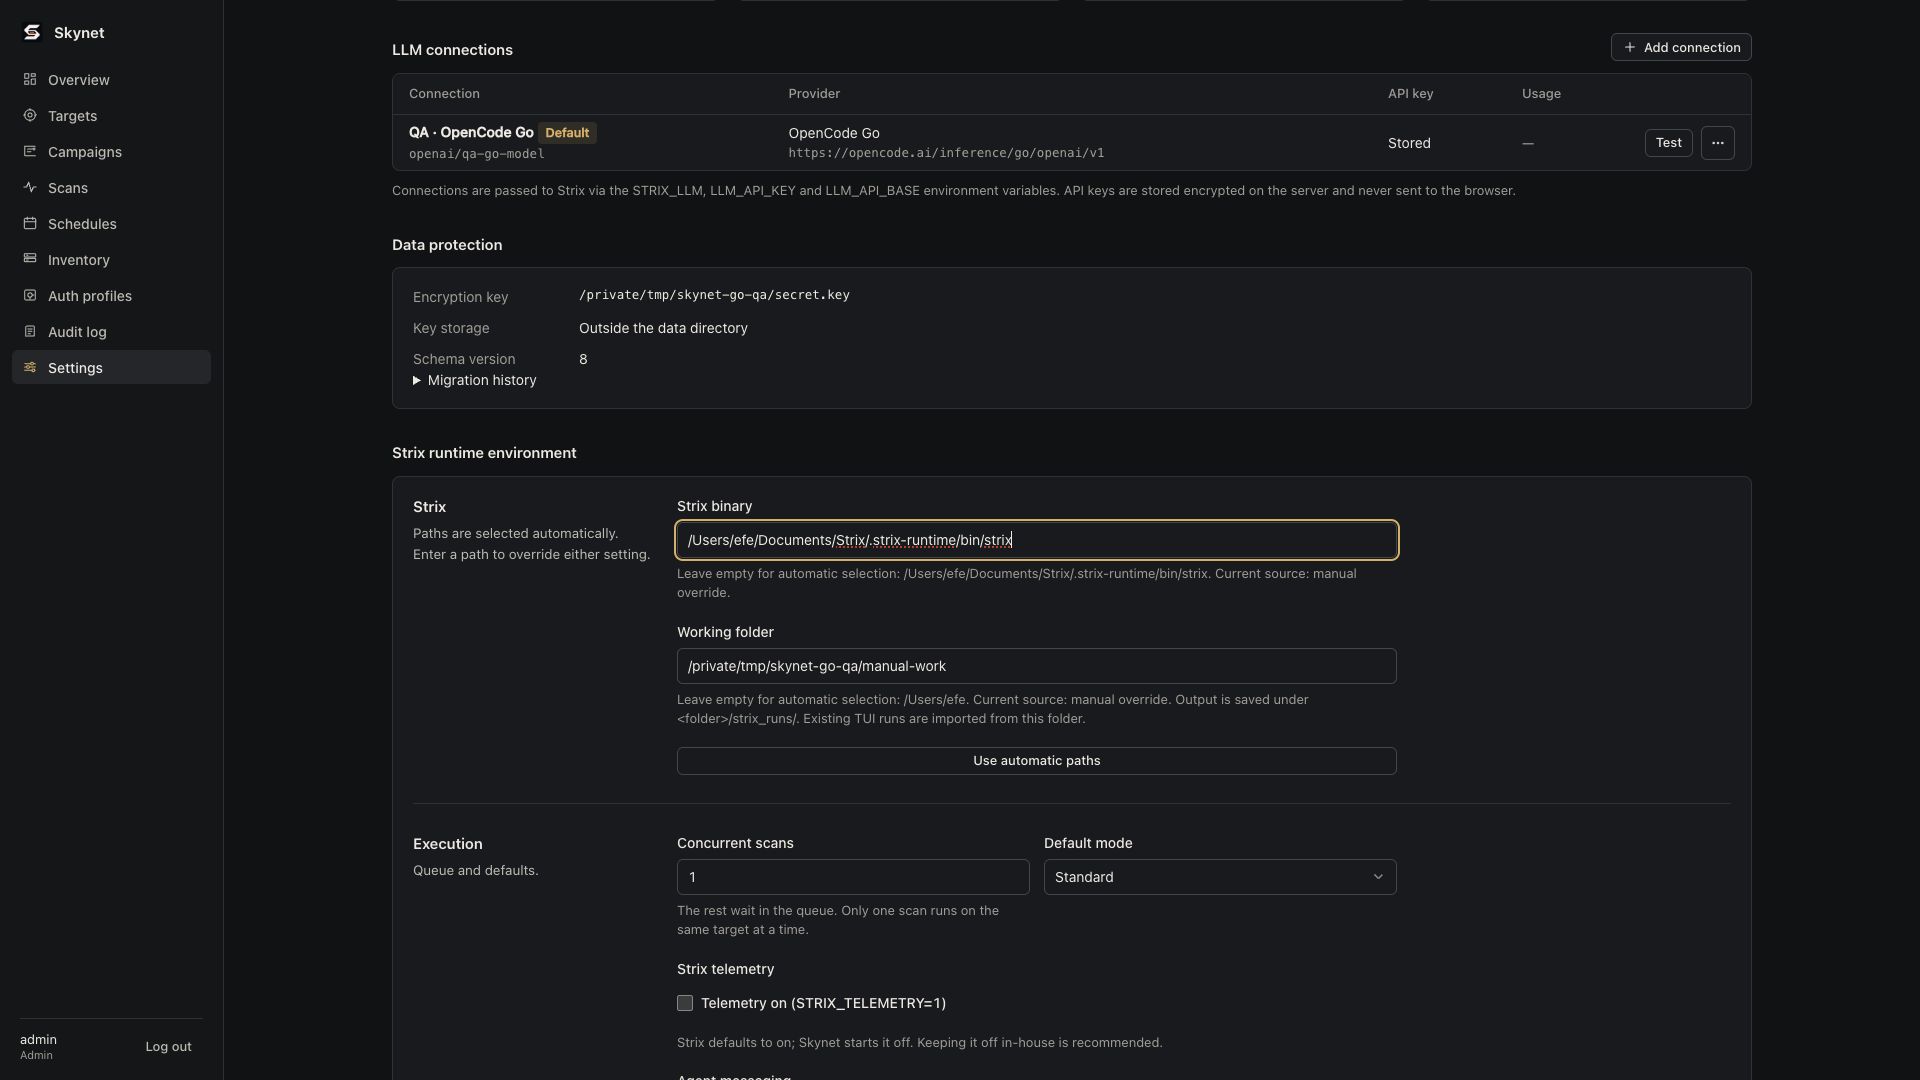 Skynet
Overview
Targets
Campaigns
Scans
Schedules
Inventory
Auth profiles
Audit log
Settings
admin
Admin
Log out
LLM connections
Add connection
Connection Provider API key Usage
QA · OpenCode Go Default
openai/qa-go-model
OpenCode Go
https://opencode.ai/inference/go/openai/v1
Stored
—
Test
Connections are passed to Strix via the STRIX_LLM, LLM_API_KEY and LLM_API_BASE environment variables. API keys are stored encrypted on the server and never sent to the browser.
Data protection
Encryption key /private/tmp/skynet-go-qa/secret.key
Key storage Outside the data directory
Schema version 8
Migration history
Strix runtime environment
Strix
Paths are selected automatically.
Enter a path to override either setting.
Strix binary
/Users/efe/Documents/Strix/.strix-runtime/bin/strix
Leave empty for automatic selection: /Users/efe/Documents/Strix/.strix-runtime/bin/strix. Current source: manual
override.
Working folder
/private/tmp/skynet-go-qa/manual-work
Leave empty for automatic selection: /Users/efe. Current source: manual override. Output is saved under
<folder>/strix_runs/. Existing TUI runs are imported from this folder.
Use automatic paths
Execution
Queue and defaults.
Concurrent scans
1
The rest wait in the queue. Only one scan runs on the
same target at a time.
Default mode
Standard
Strix telemetry
Telemetry on (STRIX_TELEMETRY=1)
Strix defaults to on; Skynet starts it off. Keeping it off in-house is recommended.
Agent messaging